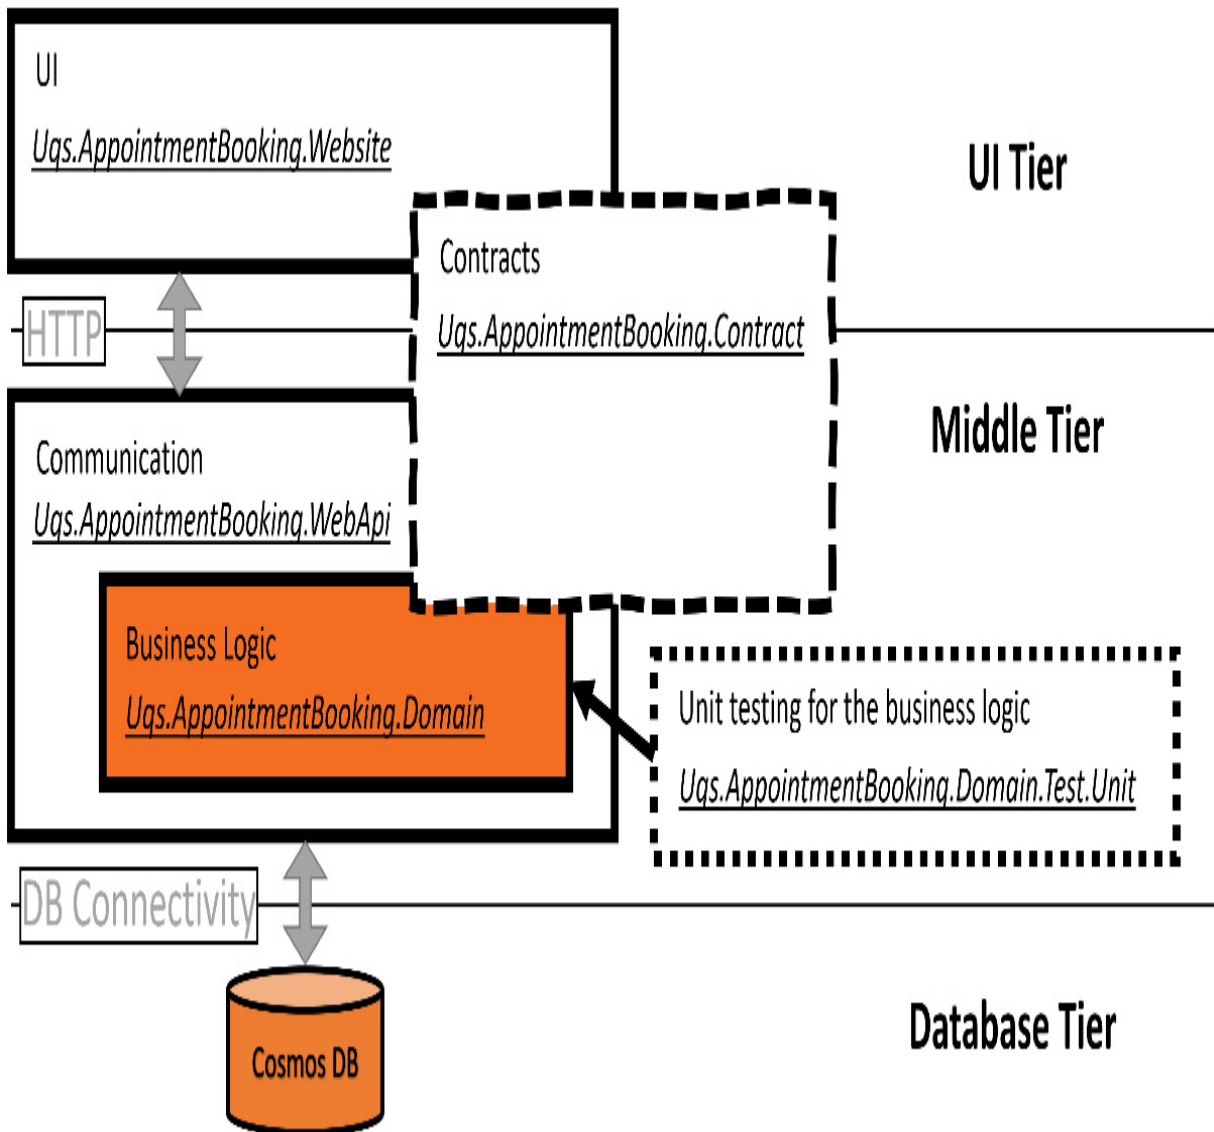 UI
Uqs.AppointmentBooking.Website
UI Tier
Contracts
Uqs.AppointmentBooking.Contract
HTTP
Middle Tier
Communication
Uqs.AppointmentBooking.WebApi
Business Logic
Uqs.AppointmentBooking.Domain
Unit testing for the business logic
Uqs.AppointmentBooking.Domain.Test.Unit
DB Connectivity
Database Tier
Cosmos DB